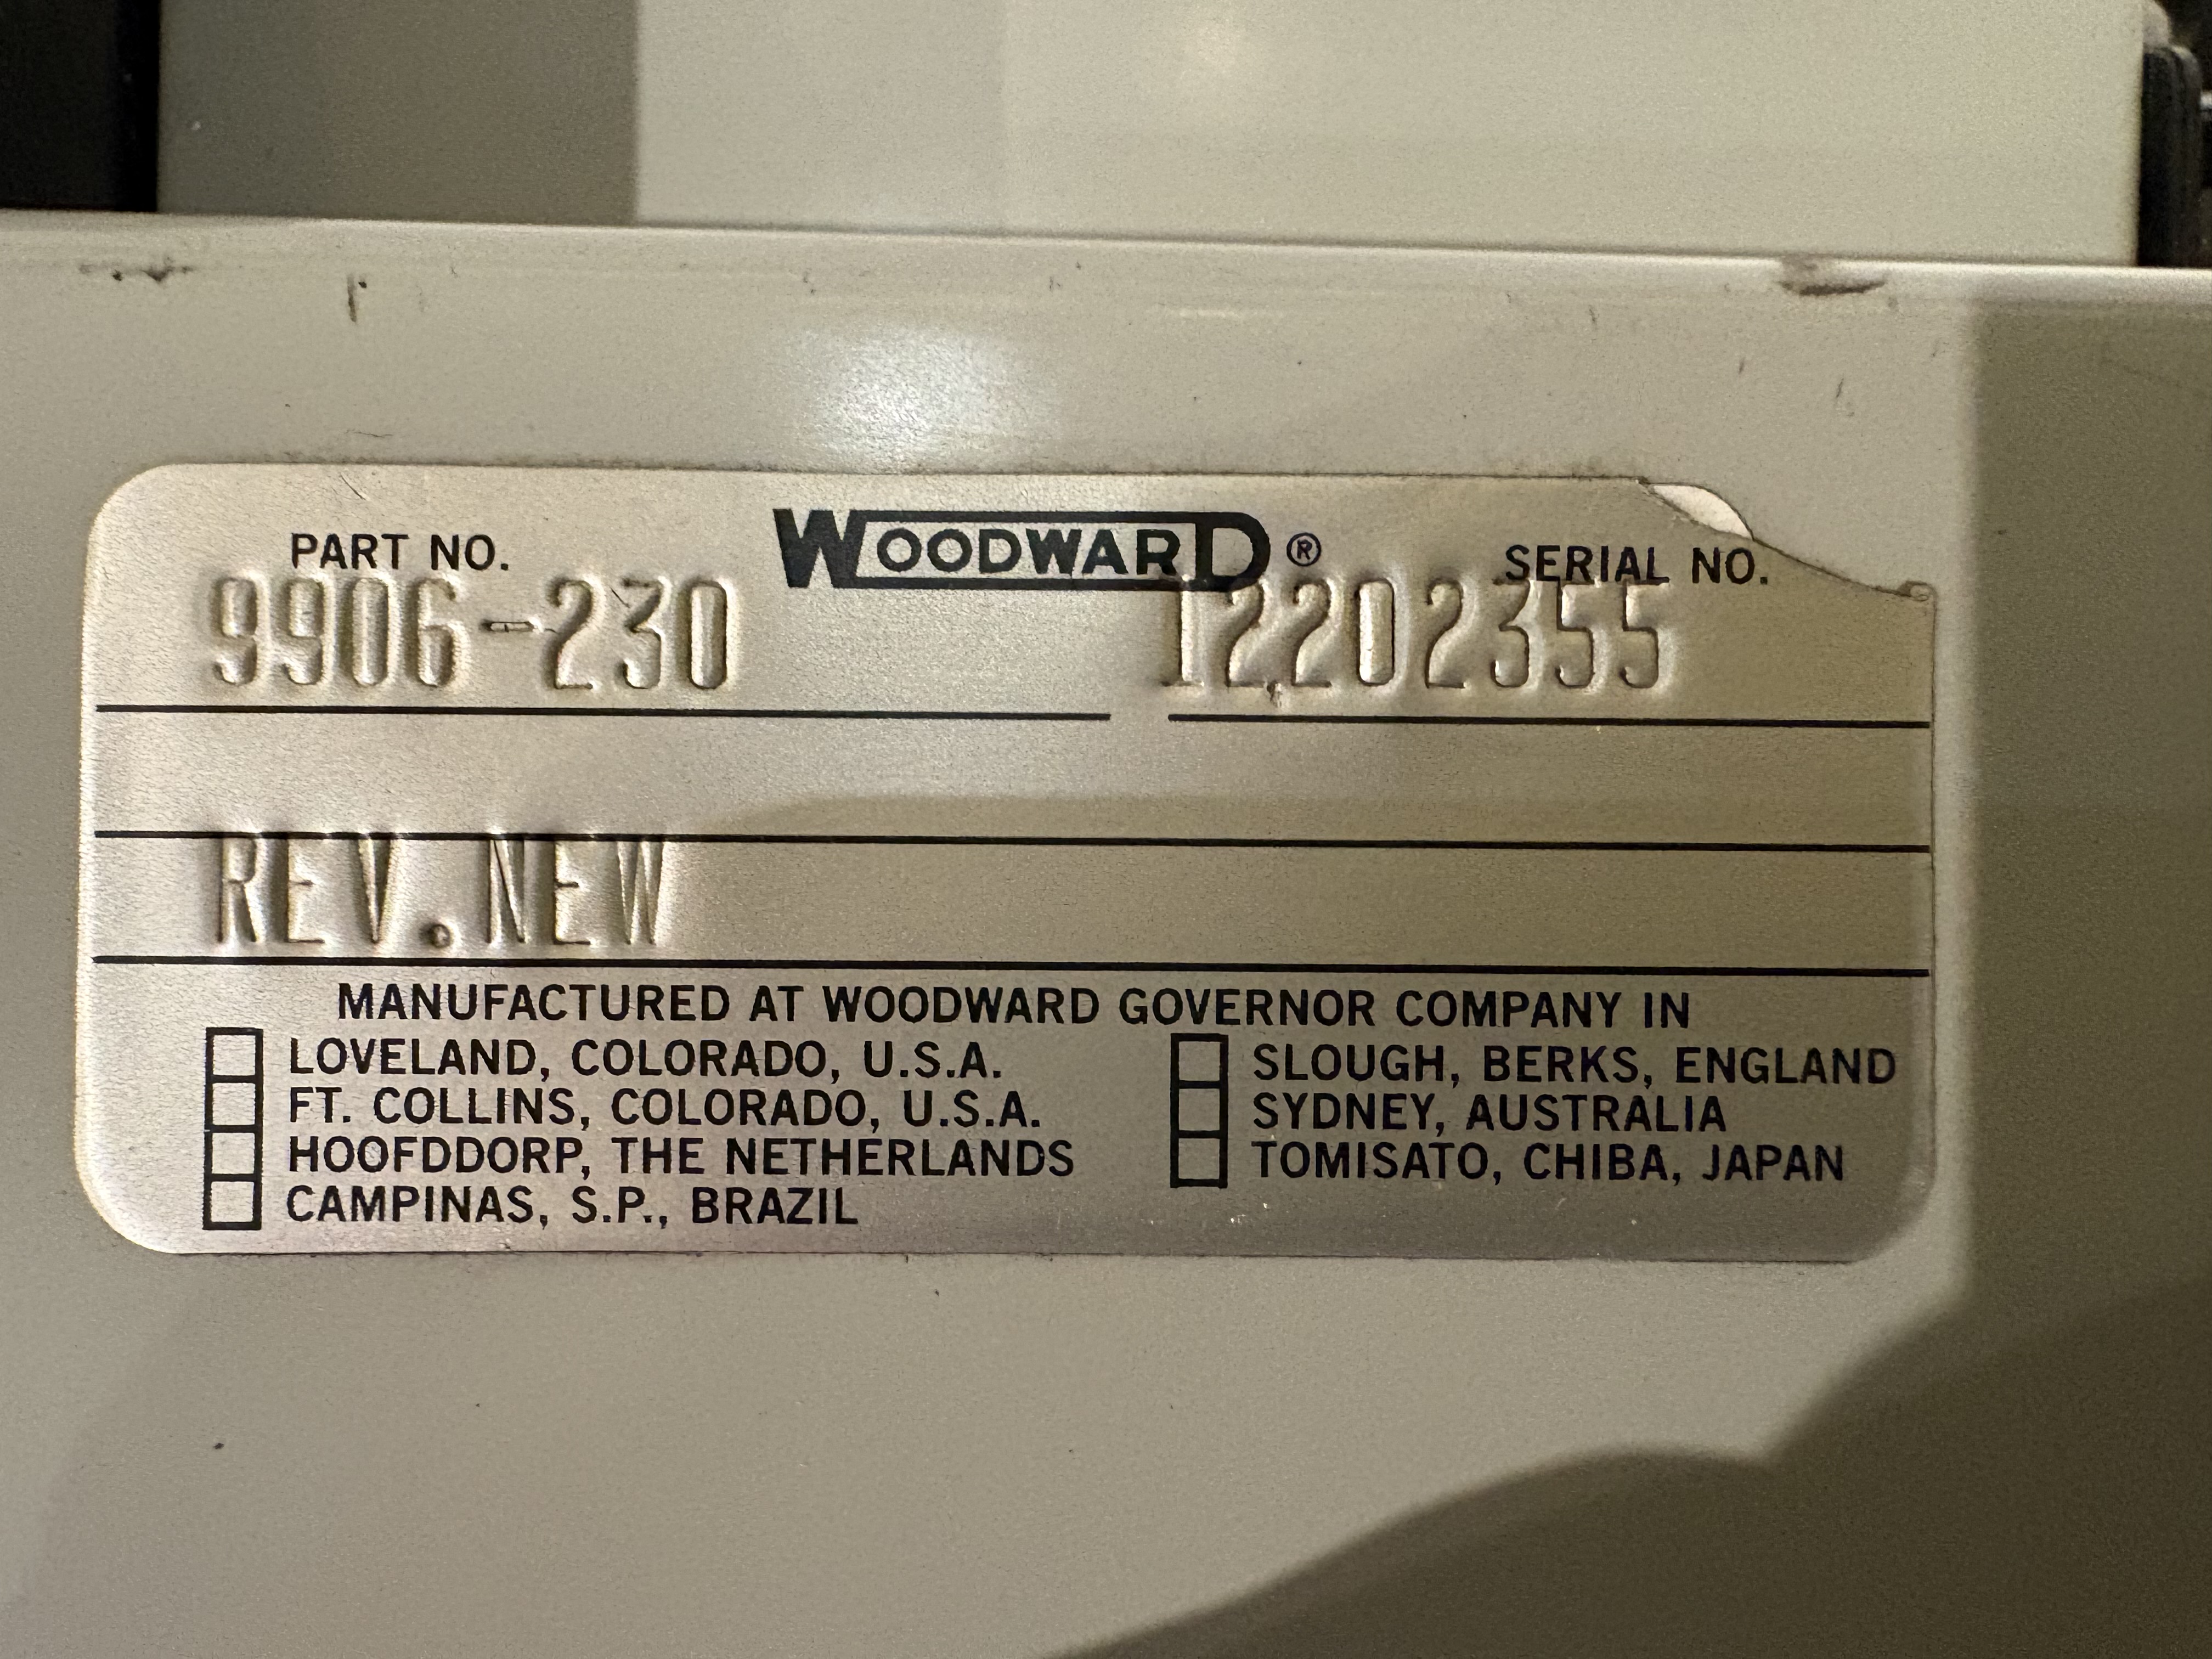 PART NO. WOODWARD® SERIAL NO.
9906-230 12202355
REV.NEW
MANUFACTURED AT WOODWARD GOVERNOR COMPANY IN
LOVELAND, COLORADO, U.S.A. SLOUGH, BERKS, ENGLAND
FT. COLLINS, COLORADO, U.S.A. SYDNEY, AUSTRALIA
HOOFDDORP, THE NETHERLANDS TOMISATO, CHIBA, JAPAN
CAMPINAS, S.P., BRAZIL